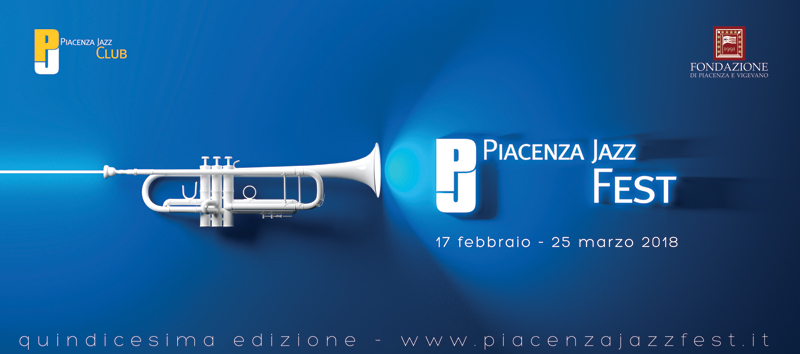 PJ PIACENZA JAZZ
CLUB
1991
FONDAZIONE
DI PIACENZA E VIGEVANO
PJ PIACENZA JAZZ
FEST
17 febbraio - 25 marzo 2018
quindicesima edizione - www.piacenzajazzfest.it